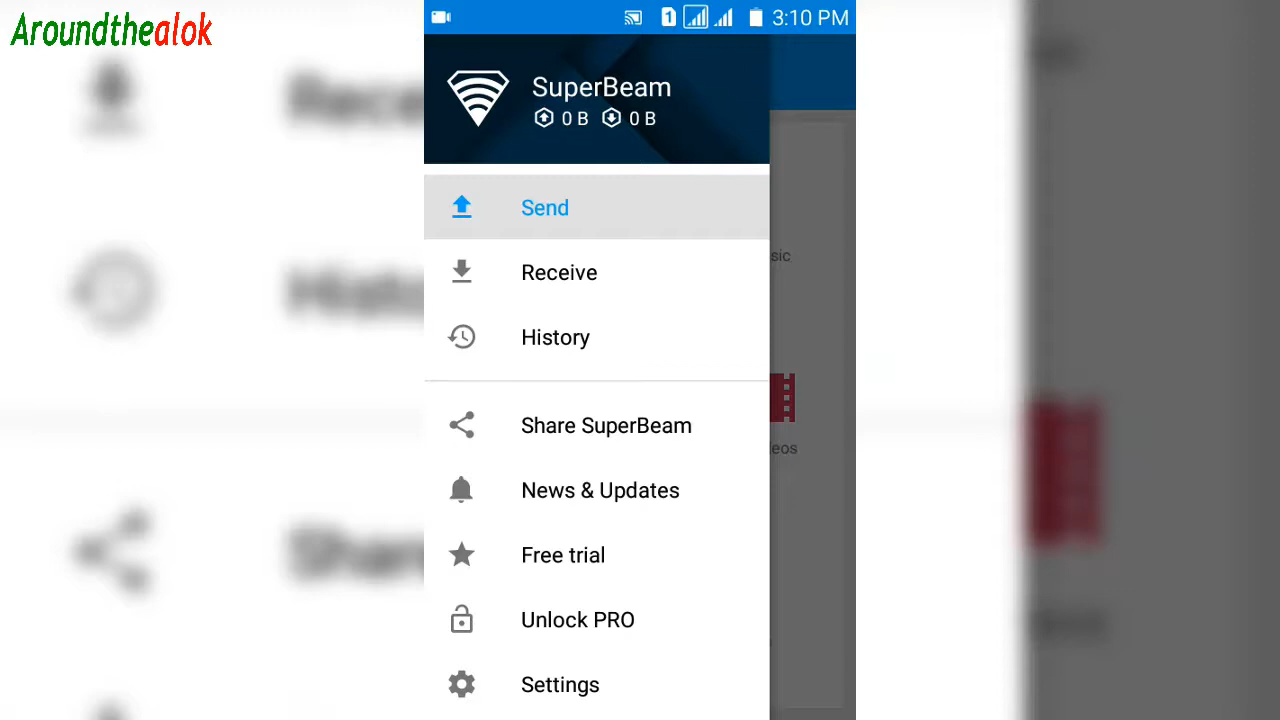 Aroundthealok
1 3:10 PM
SuperBeam
0 B 0 B
Send
Receive
History
Share SuperBeam
News & Updates
Free trial
Unlock PRO
Settings